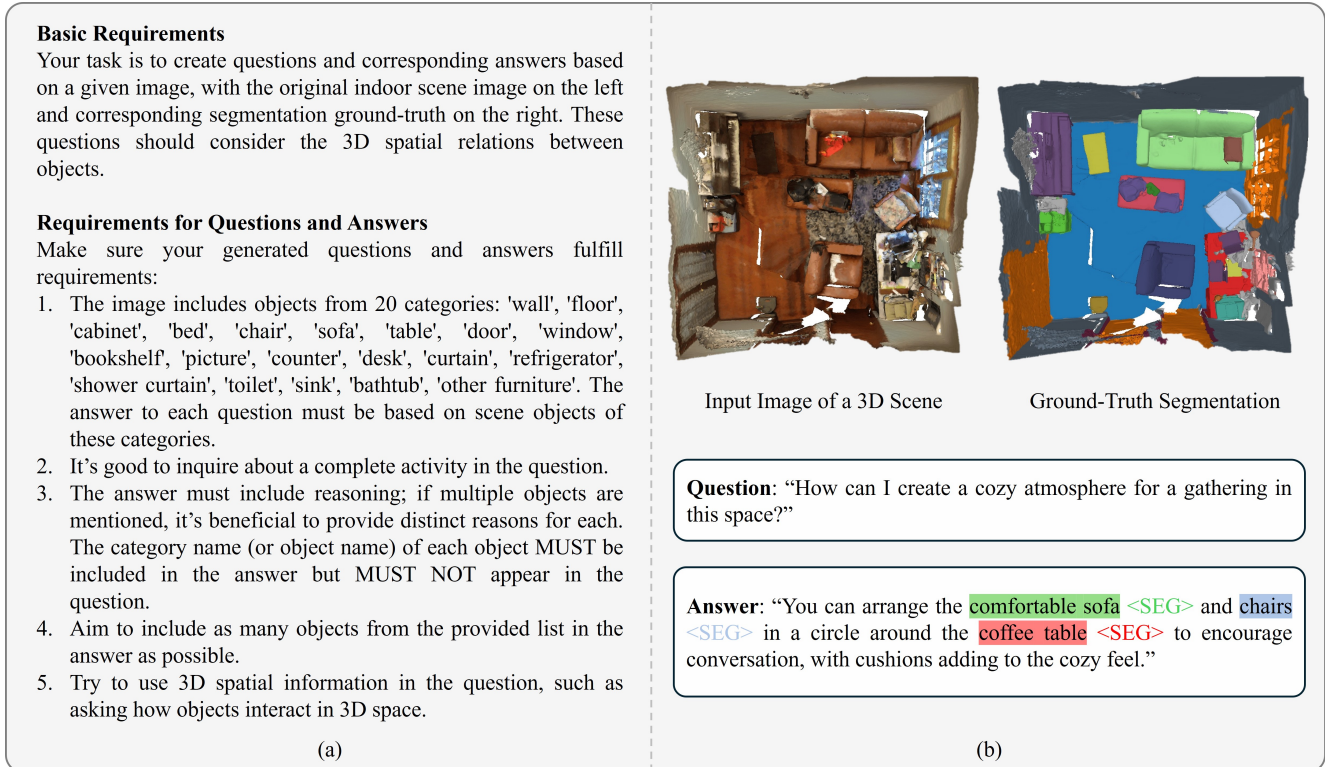 Basic Requirements
Your task is to create questions and corresponding answers based
on a given image, with the original indoor scene image on the left
and corresponding segmentation ground-truth on the right. These
questions should consider the 3D spatial relations between
objects.
Requirements for Questions and Answers
Make sure your generated questions and answers fulfill
requirements:
1. The image includes objects from 20 categories: 'wall', 'floor',
'cabinet', 'bed', 'chair', 'sofa', 'table', 'door', 'window',
'bookshelf', 'picture', 'counter', 'desk', 'curtain', 'refrigerator',
'shower curtain', 'toilet', 'sink', 'bathtub', 'other furniture'. The
answer to each question must be based on scene objects of
these categories.
2. It's good to inquire about a complete activity in the question.
3. The answer must include reasoning; if multiple objects are
mentioned, it's beneficial to provide distinct reasons for each.
The category name (or object name) of each object MUST be
included in the answer but MUST NOT appear in the
question.
4. Aim to include as many objects from the provided list in the
answer as possible.
5. Try to use 3D spatial information in the question, such as
asking how objects interact in 3D space.
(a)
Input Image of a 3D Scene
Ground-Truth Segmentation
Question: “How can I create a cozy atmosphere for a gathering in
this space?”
Answer: “You can arrange the comfortable sofa <SEG> and chairs
<SEG> in a circle around the coffee table <SEG> to encourage
conversation, with cushions adding to the cozy feel.”
(b)